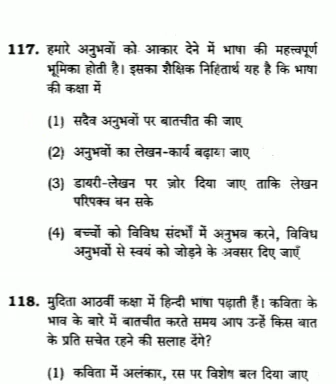 117. हमारे अनुभवों को आकार देने में भाषा की महत्त्वपूर्ण
भूमिका होती है। इसका शैक्षिक निहितार्थ यह है कि भाषा
की कक्षा में
(1) सदैव अनुभवों पर बातचीत की जाए
(2) अनुभवों का लेखन-कार्य बढ़ाया जाए
(3) डायरी-लेखन पर ज़ोर दिया जाए ताकि लेखन
परिपक्व बन सके
(4) बच्चों को विविध संदर्भों में अनुभव करने, विविध
अनुभवों से स्वयं को जोड़ने के अवसर दिए जाएँ
118. मुदिता आठवीं कक्षा में हिन्दी भाषा पढ़ाती हैं। कविता के
भाव के बारे में बातचीत करते समय आप उन्हें किस बात
के प्रति सचेत रहने की सलाह देंगे?
(1) कविता में अलंकार, रस पर विशेष बल दिया जाए